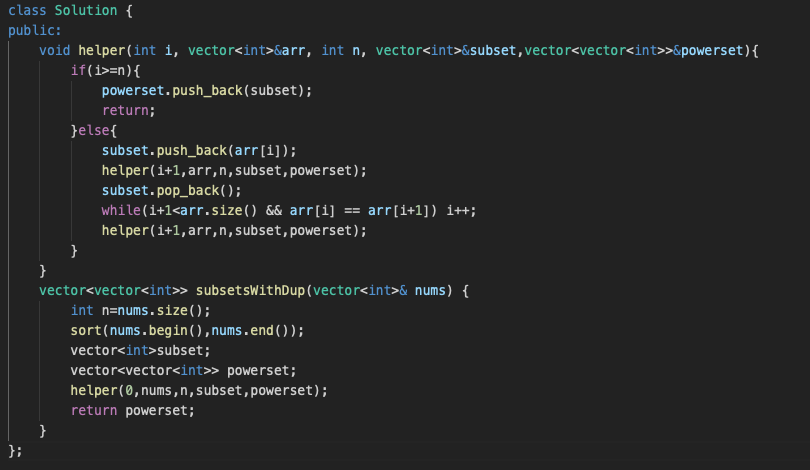 class Solution {
public:
    void helper(int i, vector<int>&arr, int n, vector<int>&subset,vector<vector<int>>&powerset){
        if(i>=n){
            powerset.push_back(subset);
            return;
        }else{
            subset.push_back(arr[i]);
            helper(i+1,arr,n,subset,powerset);
            subset.pop_back();
            while(i+1<arr.size() && arr[i] == arr[i+1]) i++;
            helper(i+1,arr,n,subset,powerset);
        }
    }
    vector<vector<int>> subsetsWithDup(vector<int>& nums) {
        int n=nums.size();
        sort(nums.begin(),nums.end());
        vector<int>subset;
        vector<vector<int>> powerset;
        helper(0,nums,n,subset,powerset);
        return powerset;
    }
};